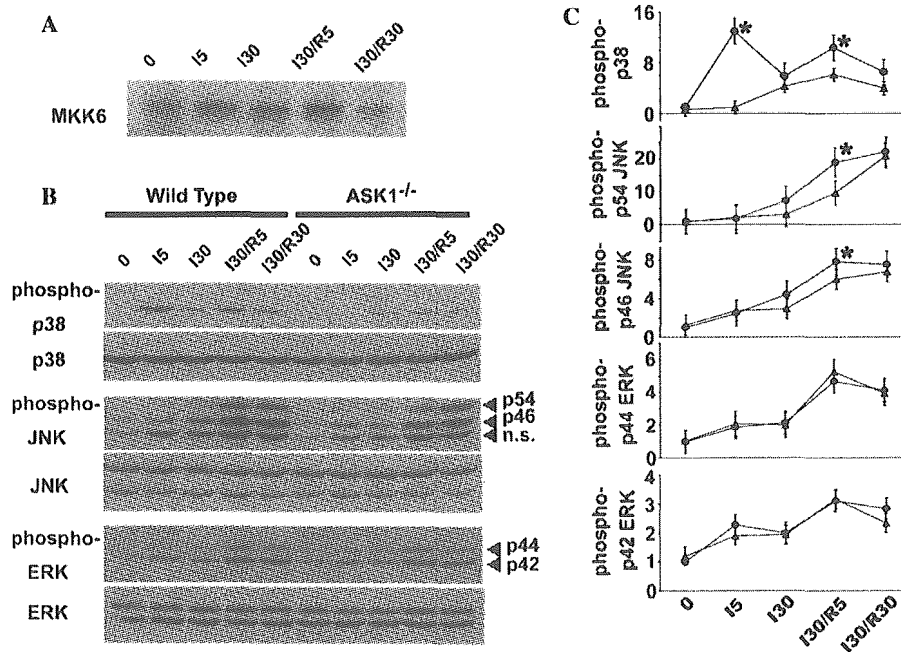 A
0 I5 I30 I30/R5 I30/R30
MKK6
B
Wild Type ASK1-/-
0 I5 I30 I30/R5 I30/R30 0 I5 I30 I30/R5 I30/R30
phospho-
p38
p38
phospho-
JNK
p54
p46
n.s.
JNK
phospho-
ERK
p44
p42
ERK
C
phospho-
p38
16
8
0
*
*
phospho-
p54 JNK
20
10
0
*
phospho-
p46 JNK
8
4
0
*
phospho-
p44 ERK
6
4
2
0
phospho-
p42 ERK
4
3
2
1
0
0 I5 I30 I30/R5 I30/R30